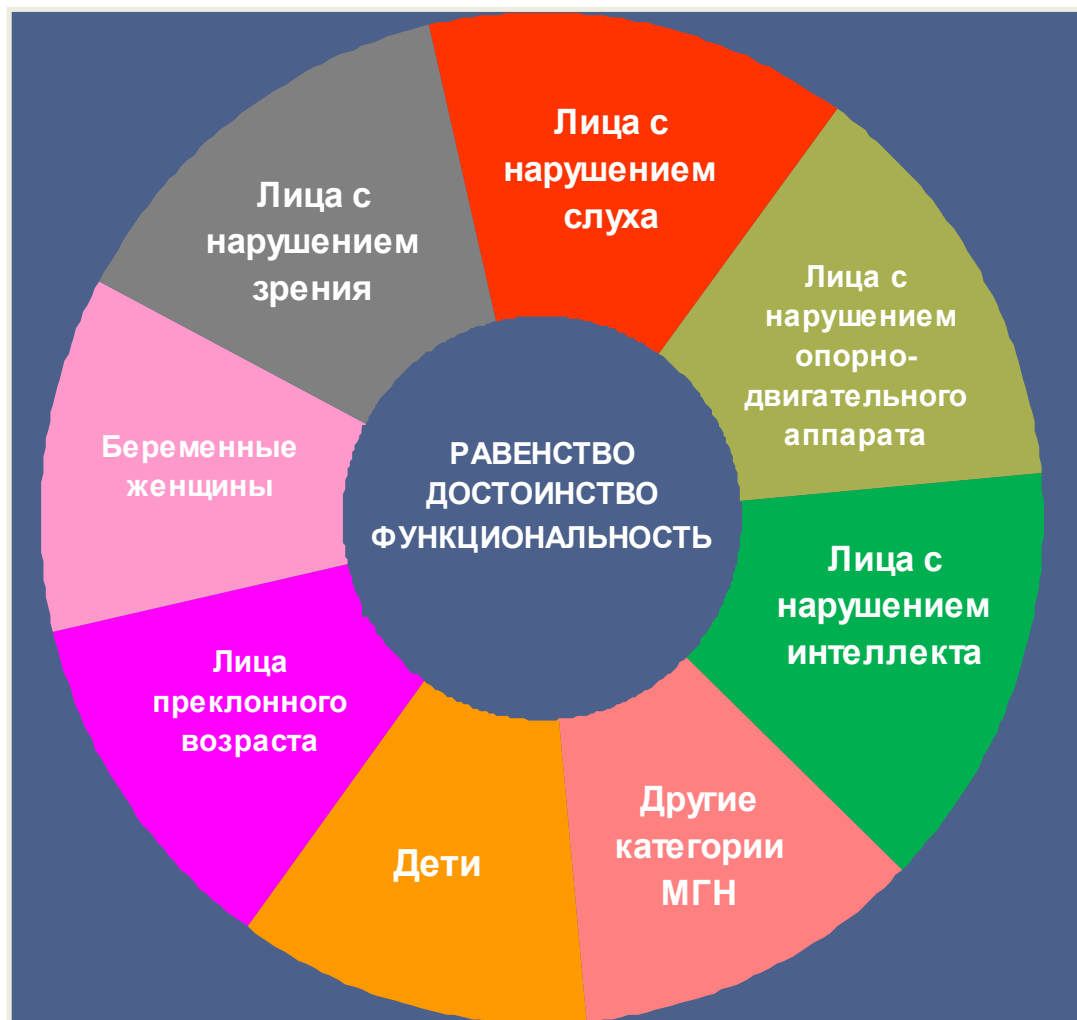 Лица с
нарушением
слуха
Лица с
нарушением
опорно-
двигательного
аппарата
Лица с
нарушением
интеллекта
Другие
категории
МГН
Дети
Лица
преклонного
возраста
Беременные
женщины
Лица с
нарушением
зрения
РАВЕНСТВО
ДОСТОИНСТВО
ФУНКЦИОНАЛЬНОСТЬ